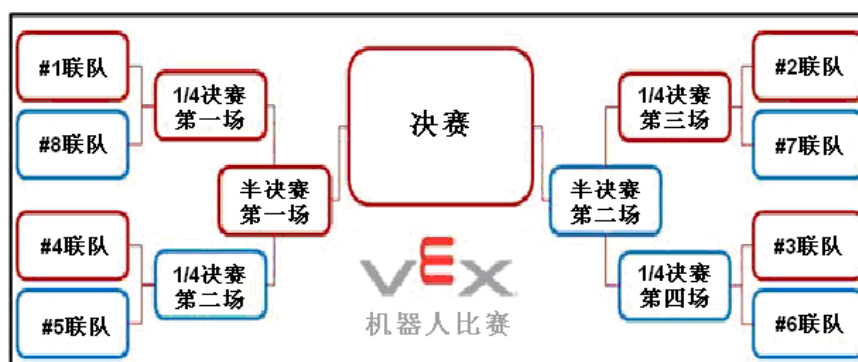 #1联队
#8联队
#4联队
#5联队
1/4决赛
第一场
1/4决赛
第二场
半决赛
第一场
决赛
VEX
机器人比赛
半决赛
第二场
1/4决赛
第三场
1/4决赛
第四场
#2联队
#7联队
#3联队
#6联队